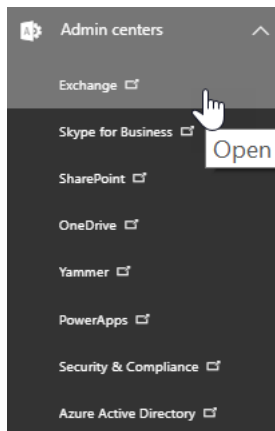 Admin centers
Exchange
Skype for Business
Open
SharePoint
OneDrive
Yammer
PowerApps
Security & Compliance
Azure Active Directory